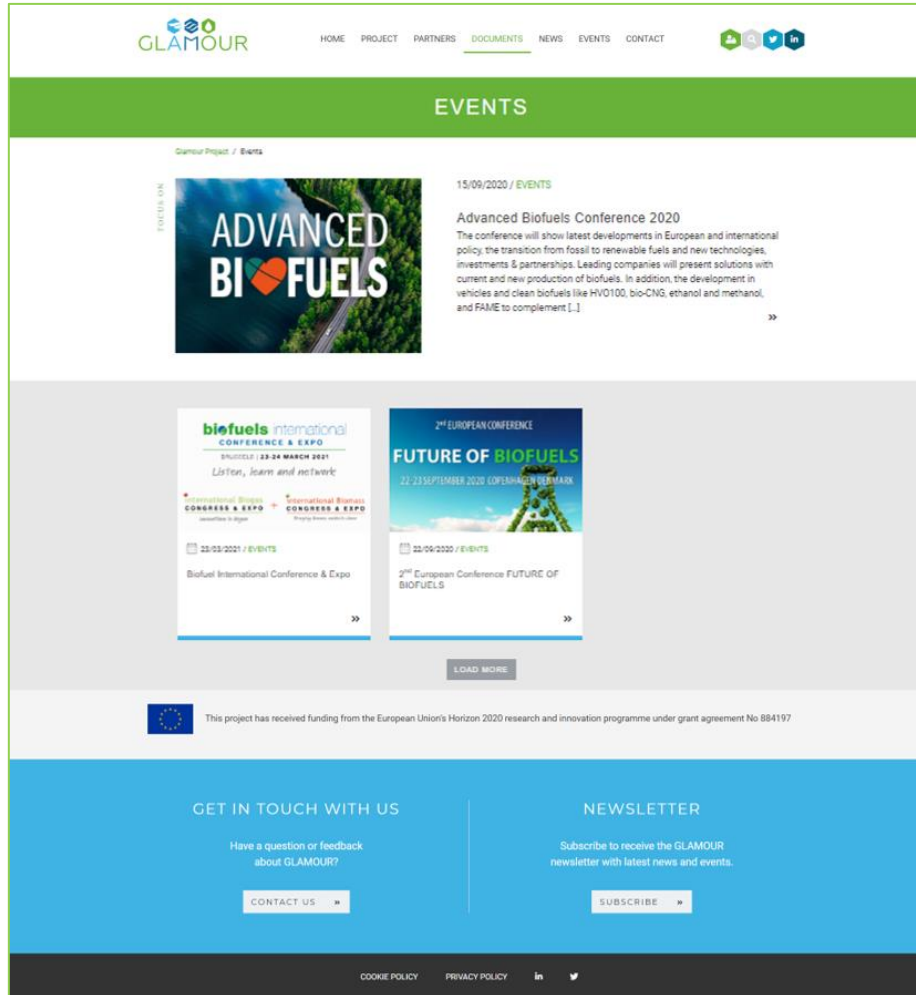 GLAMOUR
HOME PROJECT PARTNERS DOCUMENTS NEWS EVENTS CONTACT
in
EVENTS
Glamour Project / Events
FOCUS ON
ADVANCED
BIOFUELS
15/09/2020 / EVENTS
Advanced Biofuels Conference 2020
The conference will show latest developments in European and international
policy, the transition from fossil to renewable fuels and new technologies,
investments & partnerships. Leading companies will present solutions with
current and new production of biofuels. In addition, the development in
vehicles and clean biofuels like HVO100, bio-CNG, ethanol and methanol,
and FAME to complement [...]
»
biofuels international
CONFERENCE & EXPO
BRUSSELS | 23-24 MARCH 2021
Listen, learn and network
international Biogas
CONGRESS & EXPO
+
international Biomass
CONGRESS & EXPO
23/03/2021 / EVENTS
Biofuel International Conference & Expo
»
2nd EUROPEAN CONFERENCE
FUTURE OF BIOFUELS
22-23 SEPTEMBER 2020 COPENHAGEN DENMARK
22/09/2020 / EVENTS
2nd European Conference FUTURE OF
BIOFUELS
»
LOAD MORE
This project has received funding from the European Union's Horizon 2020 research and innovation programme under grant agreement No 884197
GET IN TOUCH WITH US
Have a question or feedback
about GLAMOUR?
CONTACT US »
NEWSLETTER
Subscribe to receive the GLAMOUR
newsletter with latest news and events.
SUBSCRIBE »
COOKIE POLICY PRIVACY POLICY in